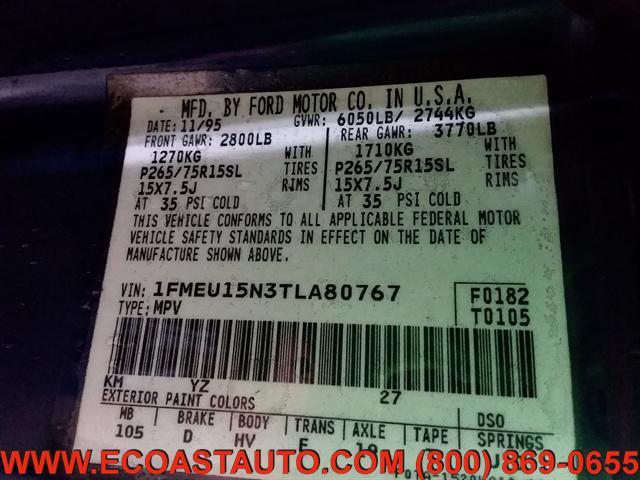 MFD. BY FORD MOTOR CO. IN U.S.A.
DATE: 11/95 GVWR: 6050LB/ 2744KG
FRONT GAWR: 2800LB REAR GAWR: 3770LB
1270KG WITH 1710KG WITH
P265/75R15SL TIRES P265/75R15SL TIRES
15X7.5J RIMS 15X7.5J RIMS
AT 35 PSI COLD AT 35 PSI COLD
THIS VEHICLE CONFORMS TO ALL APPLICABLE FEDERAL MOTOR
VEHICLE SAFETY STANDARDS IN EFFECT ON THE DATE OF
MANUFACTURE SHOWN ABOVE.
VIN: 1FMEU15N3TLA80767 F0182
TYPE: MPV T0105
KM YZ 27
EXTERIOR PAINT COLORS DSO
MB BRAKE BODY TRANS AXLE TAPE SPRINGS
105 D HV E 19
WWW.ECOASTAUTO.COM (800) 869-0655